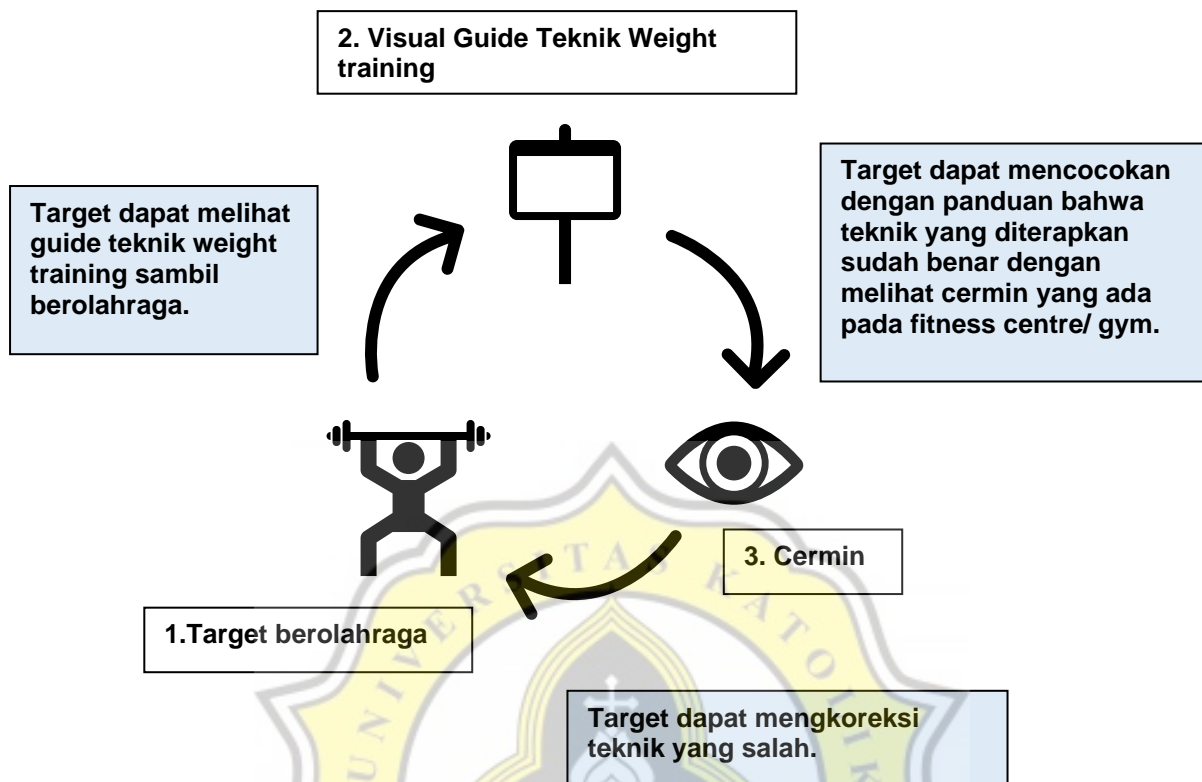 2. Visual Guide Teknik Weight
training
Target dapat melihat
guide teknik weight
training sambil
berolahraga.
Target dapat mencocokan
dengan panduan bahwa
teknik yang diterapkan
sudah benar dengan
melihat cermin yang ada
pada fitness centre/ gym.
3. Cermin
1.Target berolahraga
Target dapat mengkoreksi
teknik yang salah.
UNIVERSITAS KATOLIK